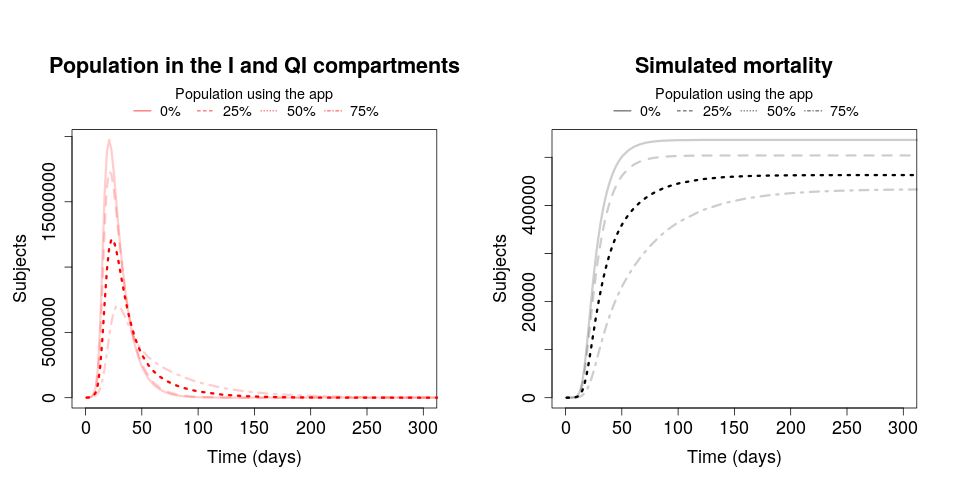 Population in the I and QI compartments
Population using the app
0% 25% 50% 75%
Subjects
0 5000000 15000000
0 50 100 150 200 250 300
Time (days)
Simulated mortality
Population using the app
0% 25% 50% 75%
Subjects
0 200000 400000
0 50 100 150 200 250 300
Time (days)